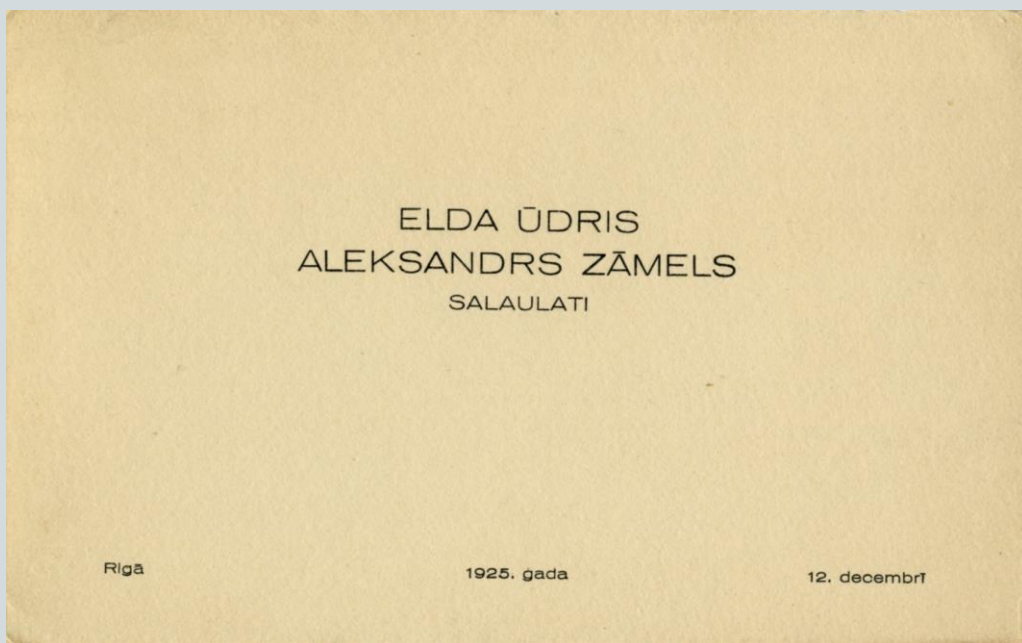 ELDA ŪDRIS
ALEKSANDRS ZĀMELS
SALAULATI
Rīgā 1925. gada 12. decembrī